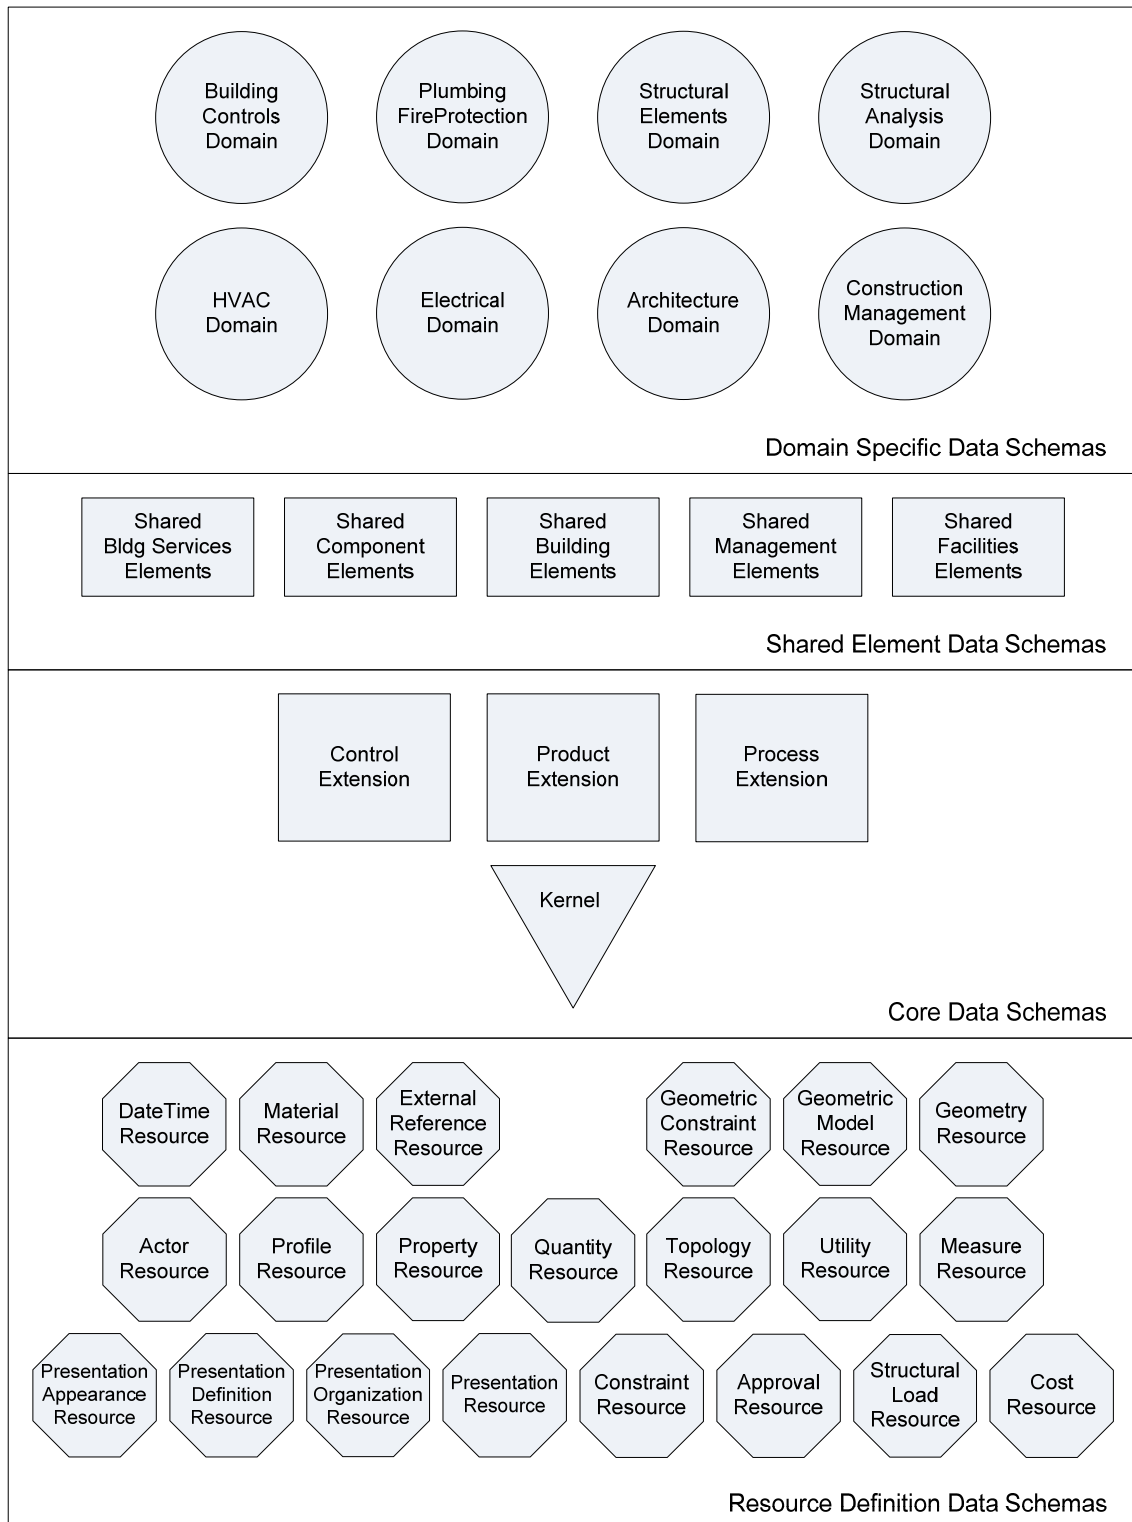 Building
Controls
Domain
Plumbing
FireProtection
Domain
Structural
Elements
Domain
Structural
Analysis
Domain
HVAC
Domain
Electrical
Domain
Architecture
Domain
Construction
Management
Domain
Domain Specific Data Schemas
Shared
Bldg Services
Elements
Shared
Component
Elements
Shared
Building
Elements
Shared
Management
Elements
Shared
Facilities
Elements
Shared Element Data Schemas
Control
Extension
Product
Extension
Process
Extension
Kernel
Core Data Schemas
DateTime
Resource
Material
Resource
External
Reference
Resource
Geometric
Constraint
Resource
Geometric
Model
Resource
Geometry
Resource
Actor
Resource
Profile
Resource
Property
Resource
Quantity
Resource
Topology
Resource
Utility
Resource
Measure
Resource
Presentation
Appearance
Resource
Presentation
Definition
Resource
Presentation
Organization
Resource
Presentation
Resource
Constraint
Resource
Approval
Resource
Structural
Load
Resource
Cost
Resource
Resource Definition Data Schemas